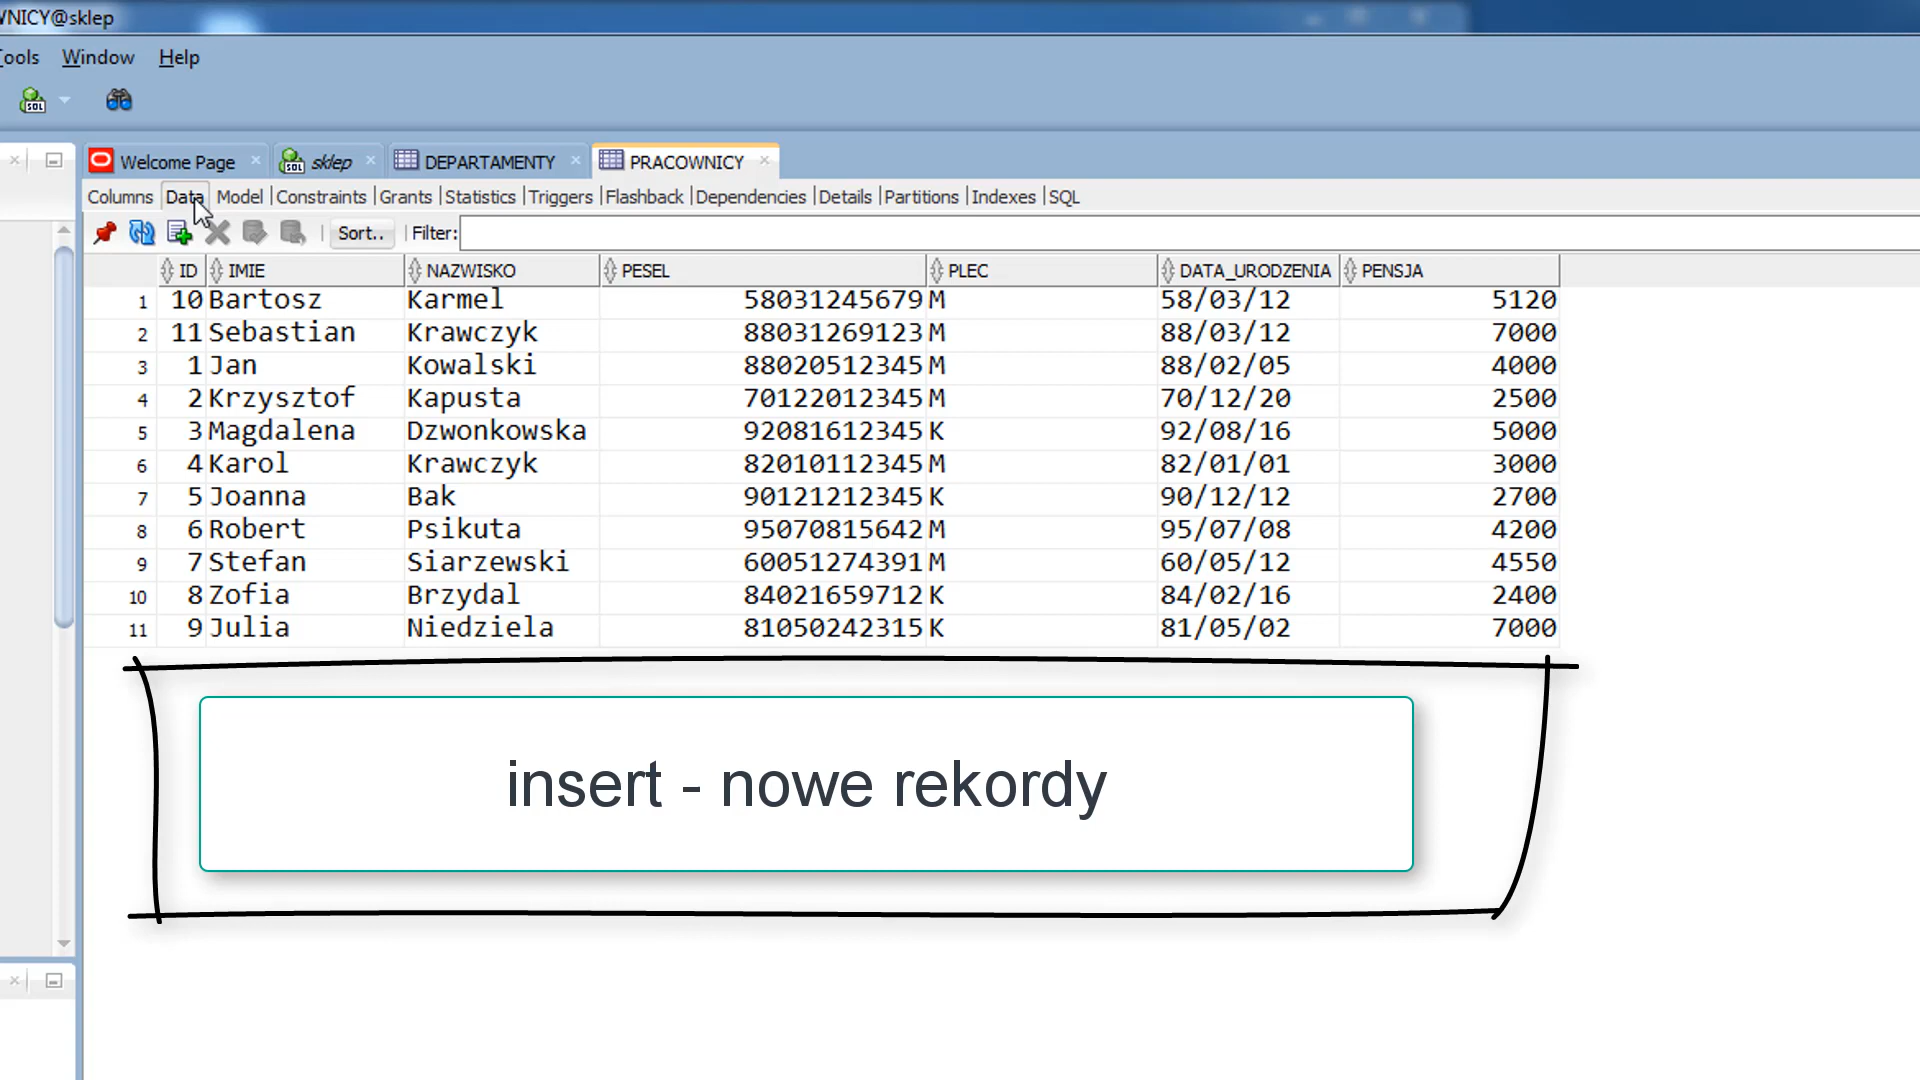 WNICY@sklep
Tools Window Help
SQL
Welcome Page sklep DEPARTAMENTY PRACOWNICY
Columns Data Model Constraints Grants Statistics Triggers Flashback Dependencies Details Partitions Indexes SQL
Sort.. Filter:
ID IMIE NAZWISKO PESEL PLEC DATA_URODZENIA PENSJA
1 10 Bartosz Karmel 58031245679 M 58/03/12 5120
2 11 Sebastian Krawczyk 88031269123 M 88/03/12 7000
3 1 Jan Kowalski 88020512345 M 88/02/05 4000
4 2 Krzysztof Kapusta 70122012345 M 70/12/20 2500
5 3 Magdalena Dzwonkowska 92081612345 K 92/08/16 5000
6 4 Karol Krawczyk 82010112345 M 82/01/01 3000
7 5 Joanna Bak 90121212345 K 90/12/12 2700
8 6 Robert Psikuta 95070815642 M 95/07/08 4200
9 7 Stefan Siarzewski 60051274391 M 60/05/12 4550
10 8 Zofia Brzydal 84021659712 K 84/02/16 2400
11 9 Julia Niedziela 81050242315 K 81/05/02 7000
insert - nowe rekordy